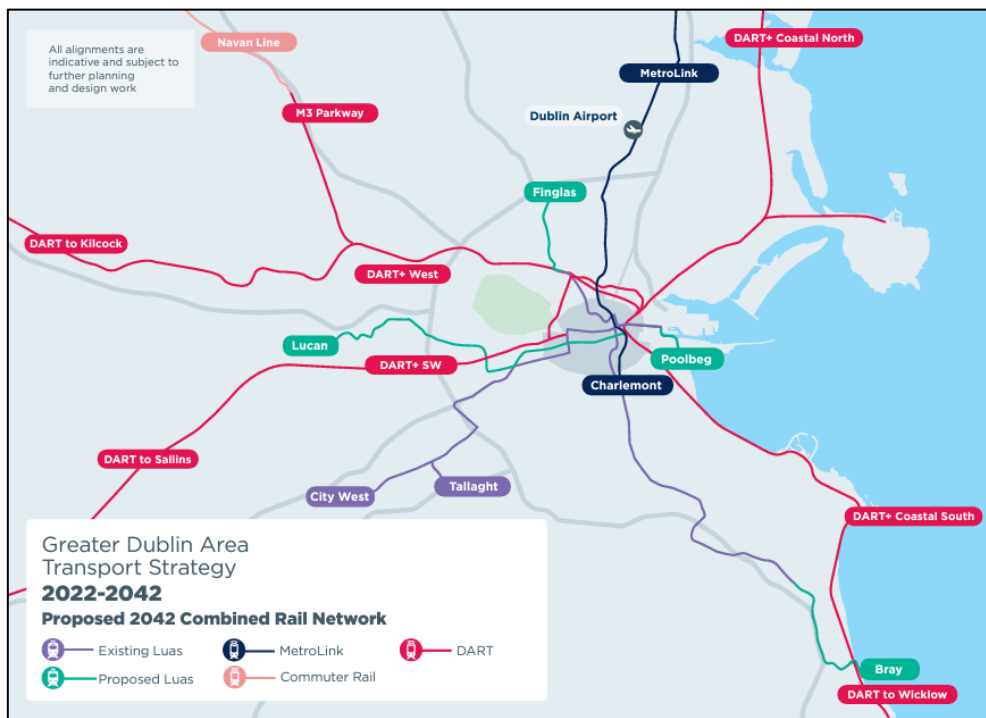 Navan Line
DART+ Coastal North
All alignments are
indicative and subject to
further planning
and design work
MetroLink
M3 Parkway
Dublin Airport
Finglas
DART to Kilcock
DART+ West
Lucan
DART+ SW
Poolbeg
Charlemont
DART to Sallins
Tallaght
City West
DART+ Coastal South
Greater Dublin Area
Transport Strategy
2022-2042
Proposed 2042 Combined Rail Network
Existing Luas
MetroLink
DART
Proposed Luas
Commuter Rail
Bray
DART to Wicklow